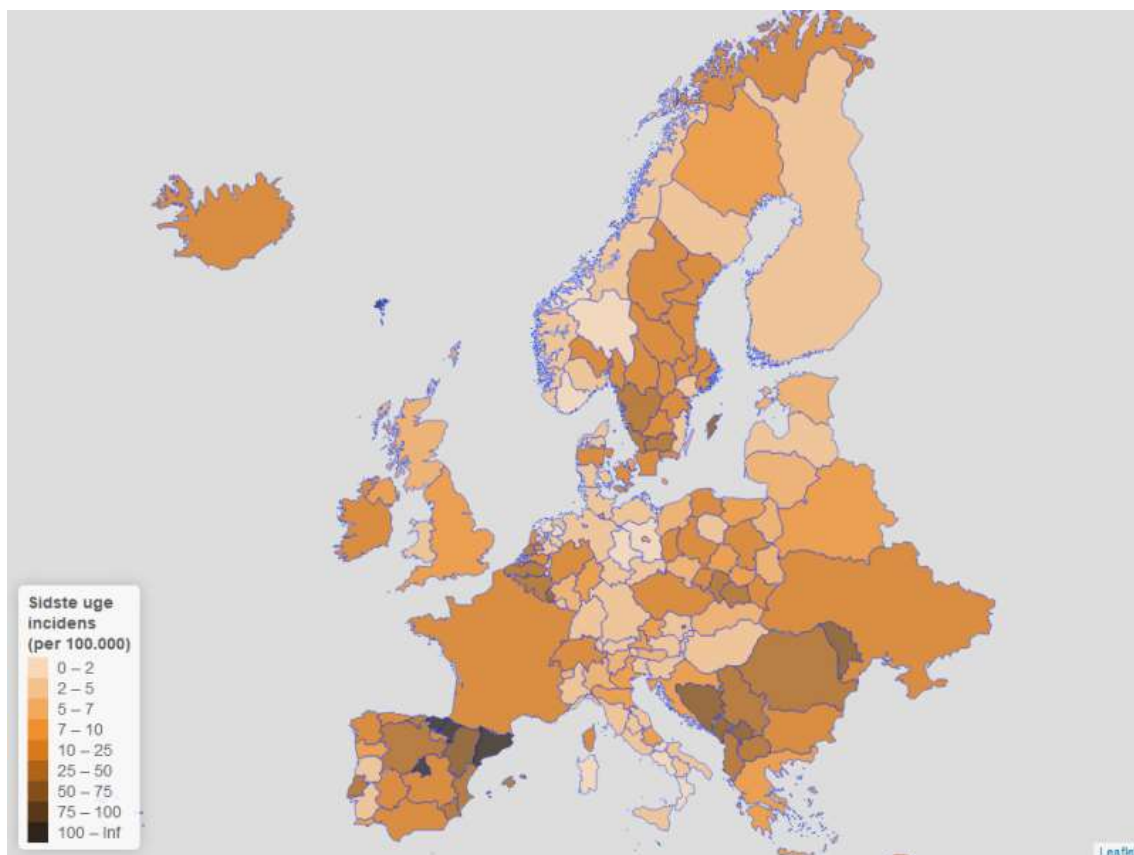 Sidste uge
incidens
(per 100.000)
0 – 2
2 – 5
5 – 7
7 – 10
10 – 25
25 – 50
50 – 75
75 – 100
100 – Inf